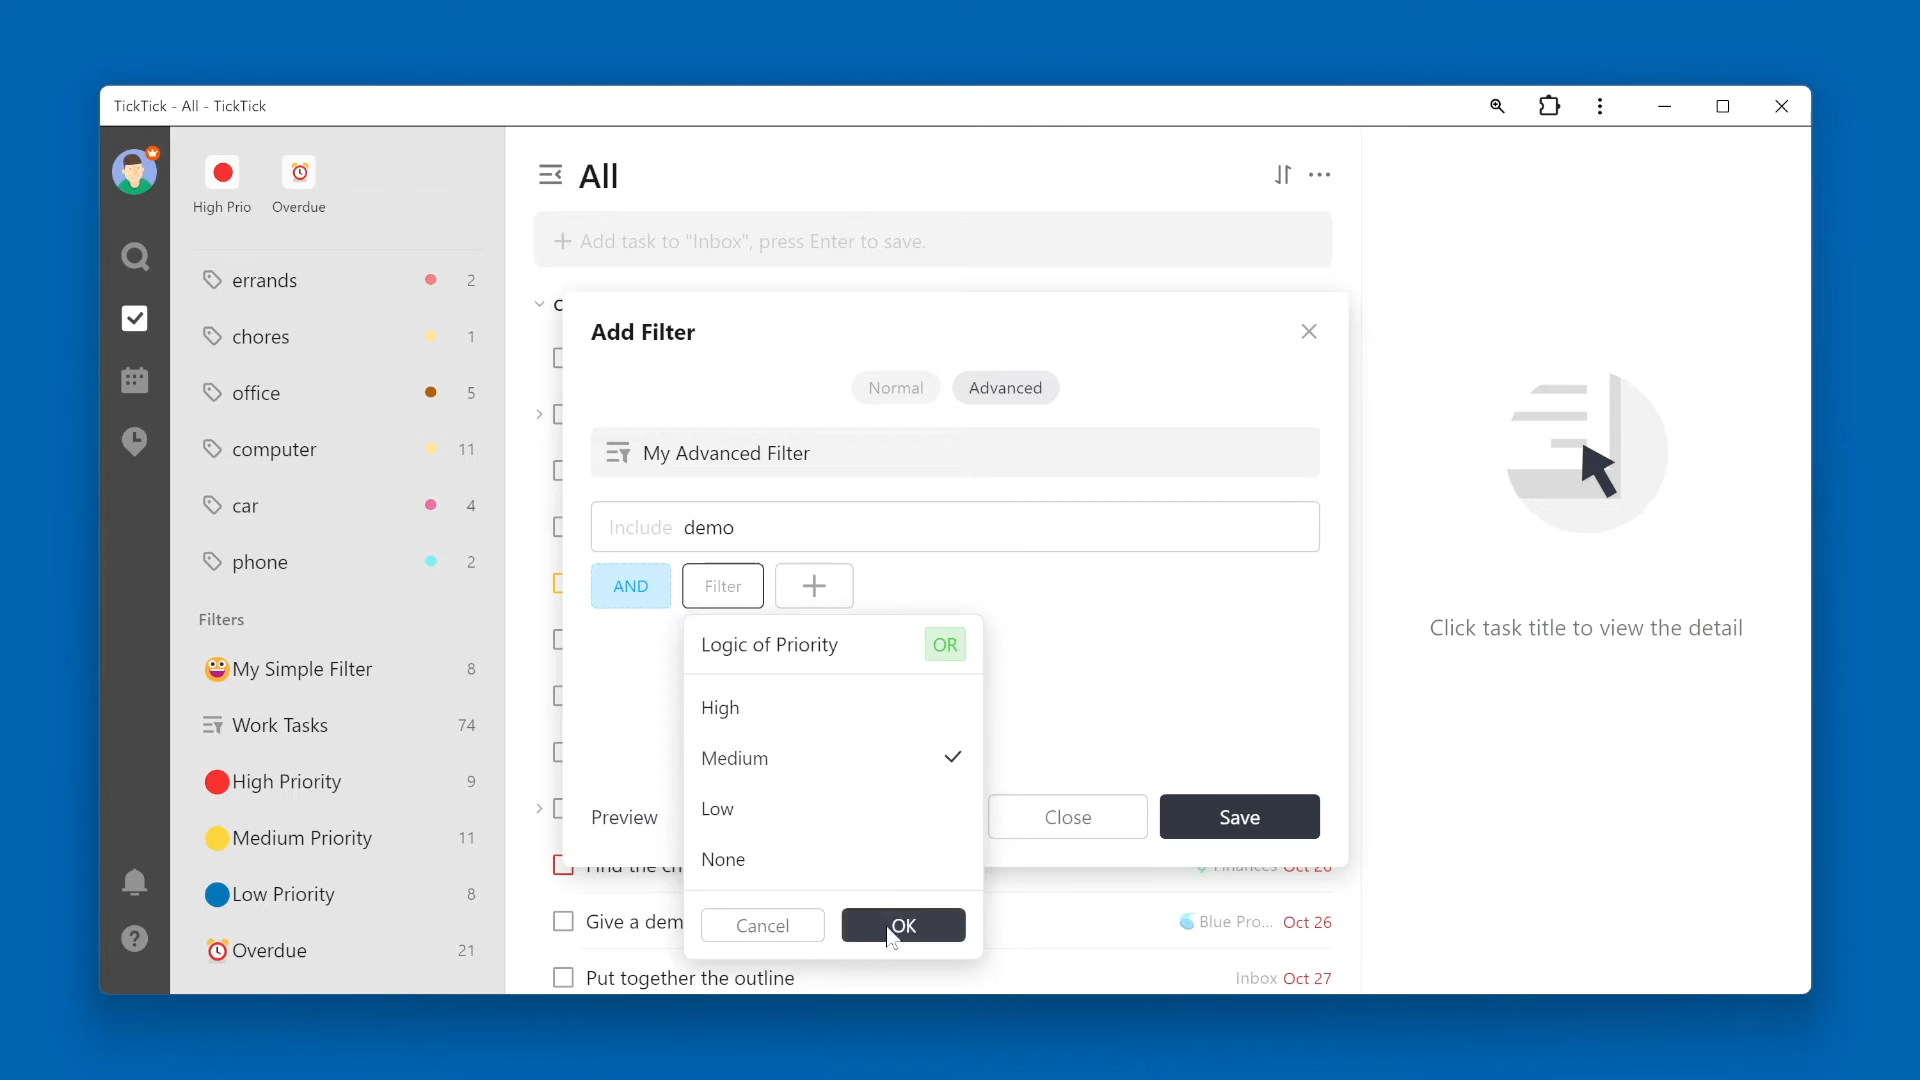 TickTick - All - TickTick
High Prio
Overdue
errands 2
chores 1
office 5
computer 11
car 4
phone 2
Filters
My Simple Filter 8
Work Tasks 74
High Priority 9
Medium Priority 11
Low Priority 8
Overdue 21
All
Add task to "Inbox", press Enter to save.
Add Filter
Normal
Advanced
My Advanced Filter
Include demo
AND
Filter
Logic of Priority OR
High
Medium
Low
None
Cancel
OK
Preview
Close
Save
Give a dem
Blue Pro... Oct 26
Put together the outline
Inbox Oct 27
Click task title to view the detail